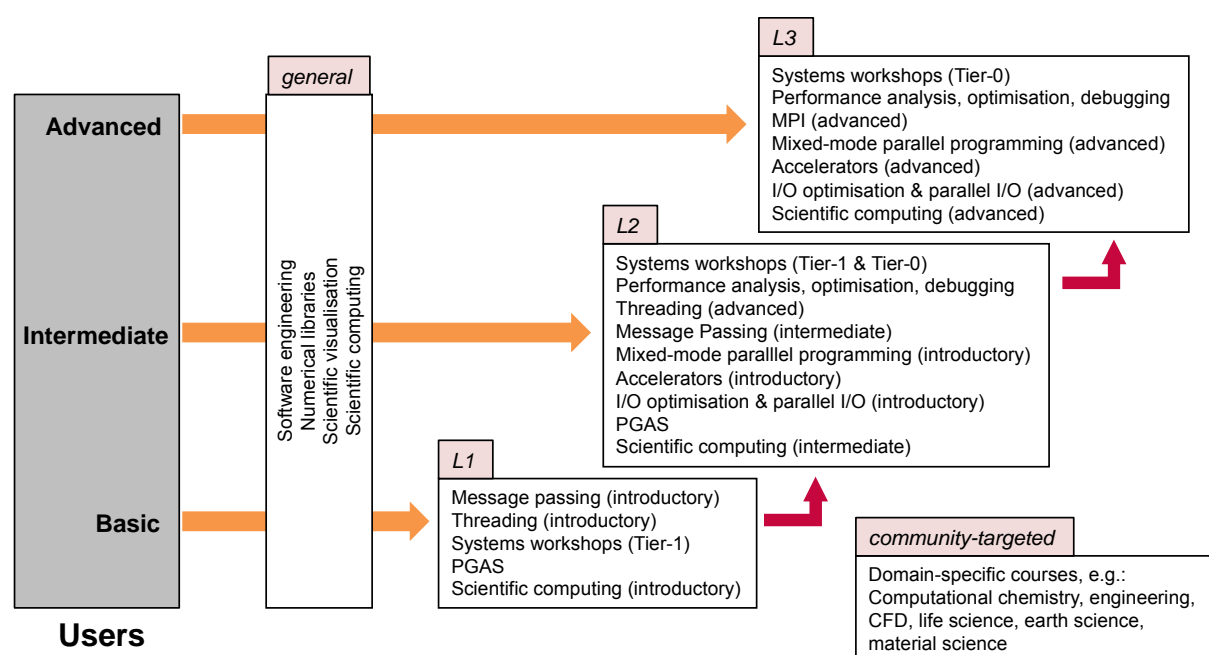 general
Advanced
Intermediate
Basic
Users
Software engineering
Numerical libraries
Scientific visualisation
Scientific computing
L3
Systems workshops (Tier-0)
Performance analysis, optimisation, debugging
MPI (advanced)
Mixed-mode parallel programming (advanced)
Accelerators (advanced)
I/O optimisation & parallel I/O (advanced)
Scientific computing (advanced)
L2
Systems workshops (Tier-1 & Tier-0)
Performance analysis, optimisation, debugging
Threading (advanced)
Message Passing (intermediate)
Mixed-mode paralllel programming (introductory)
Accelerators (introductory)
I/O optimisation & parallel I/O (introductory)
PGAS
Scientific computing (intermediate)
L1
Message passing (introductory)
Threading (introductory)
Systems workshops (Tier-1)
PGAS
Scientific computing (introductory)
community-targeted
Domain-specific courses, e.g.:
Computational chemistry, engineering,
CFD, life science, earth science,
material science